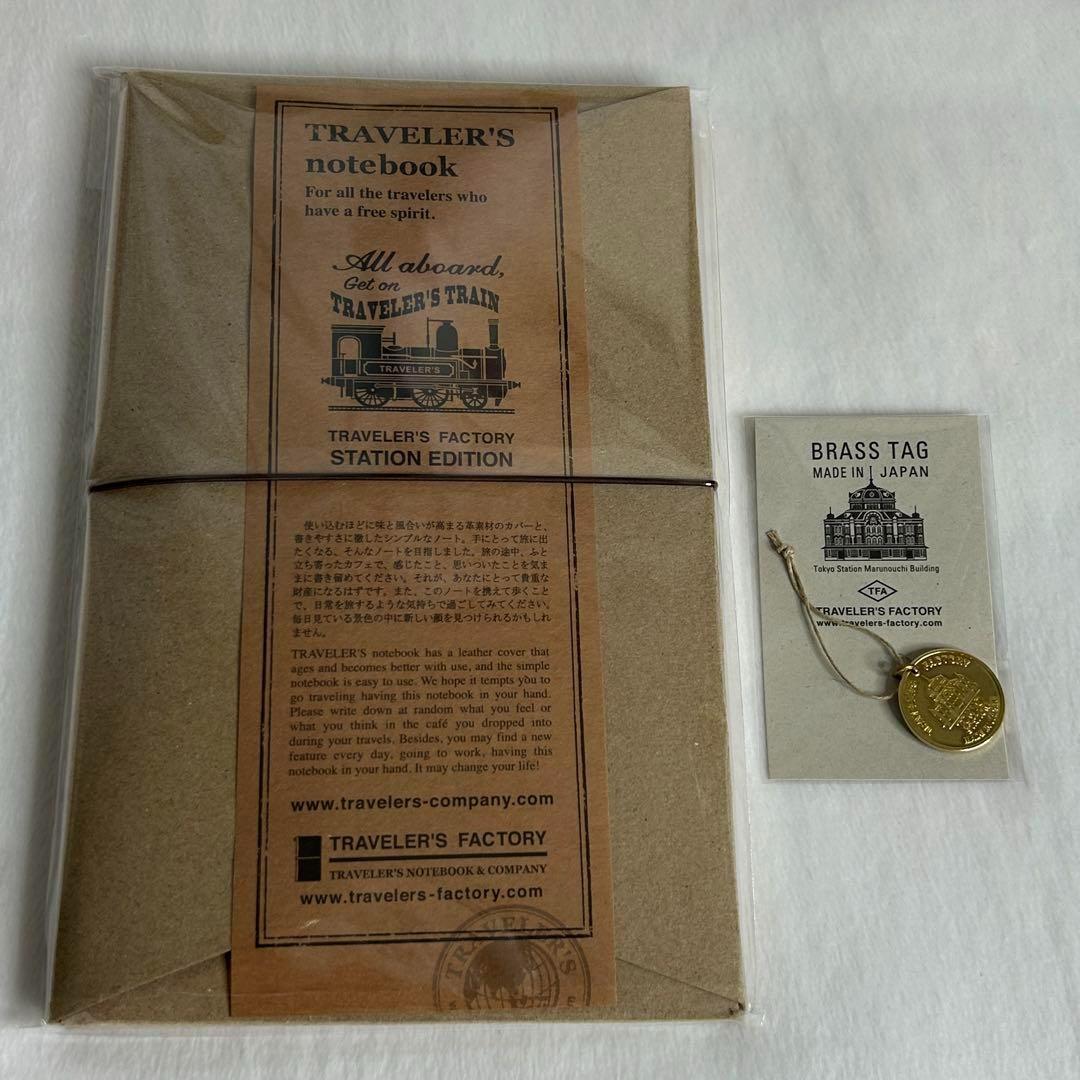 TRAVELER'S
notebook
For all the travelers who
have a free spirit.
All aboard,
Get on
TRAVELER'S TRAIN
TRAVELER'S
TRAVELER'S FACTORY
STATION EDITION
使い込むほどに味と風合いが高まる革素材のカバーと、
書きやすさに徹したシンプルなノート。手にとって旅に出
たくなる、そんなノートを目指しました。旅の途中、ふと
立ち寄ったカフェで、感じたこと、思いついたことを気ま
まに書き留めてください。それが、あなたにとって貴重な
財産になるはずです。また、このノートを携えて歩くこと
で、日常を旅するような気持ちで過ごしてみてください。
毎日見ている景色の中に新しい顔を見つけられるかもしれ
ません。
TRAVELER'S notebook has a leather cover that
ages and becomes better with use, and the simple
notebook is easy to use. We hope it tempts you to
go traveling having this notebook in your hand.
Please write down at random what you feel or
what you think in the café you dropped into
during your travels. Besides, you may find a new
feature every day, going to work, having this
notebook in your hand. It may change your life!
www.travelers-company.com
TRAVELER'S FACTORY
TRAVELER'S NOTEBOOK & COMPANY
www.travelers-factory.com
TRAVELER'S
BRASS TAG
MADE IN JAPAN
Tokyo Station Marunouchi Building
TFA
TRAVELER'S FACTORY
www.travelers-factory.com
FACTORY